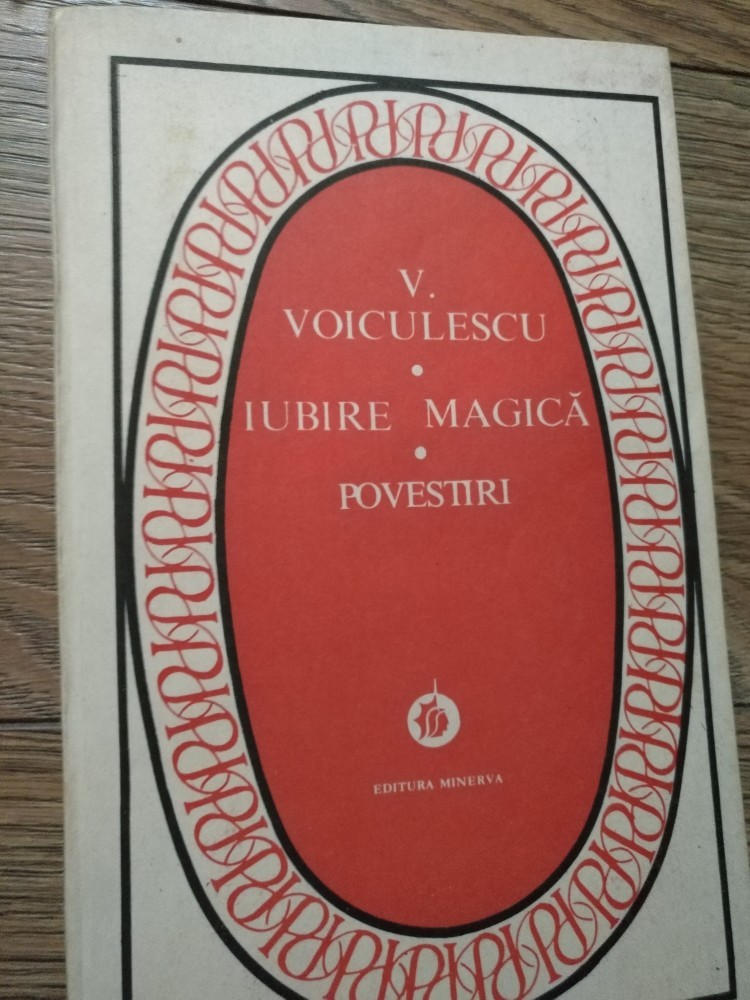 V.
VOICULESCU
•
IUBIRE MAGICĂ
•
POVESTIRI
EDITURA MINERVA